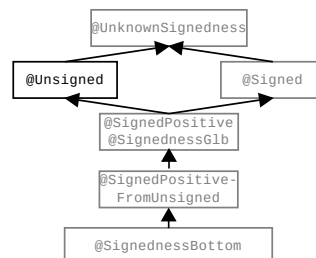 @UnknownSignedness
@Unsigned
@Signed
@SignedPositive
@SignednessGlb
@SignedPositive-
FromUnsigned
@SignednessBottom